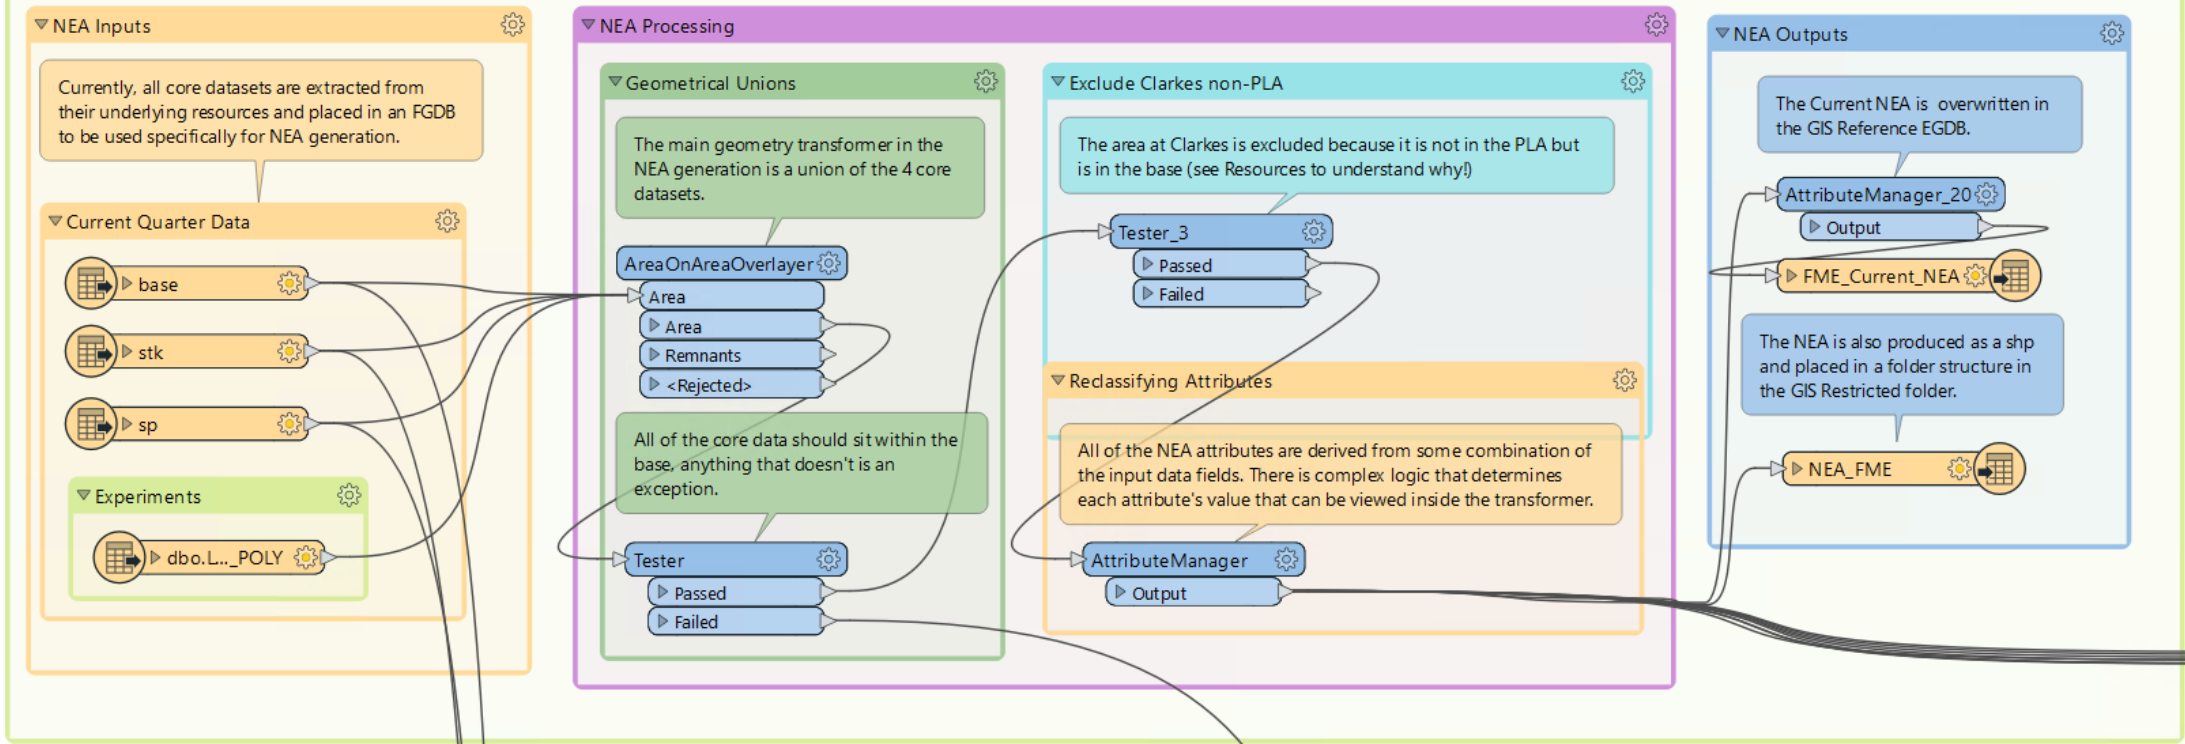 NEA Inputs
Currently, all core datasets are extracted from
their underlying resources and placed in an FGDB
to be used specifically for NEA generation.
Current Quarter Data
base
stk
sp
Experiments
dbo.L..._POLY
NEA Processing
Geometrical Unions
The main geometry transformer in the
NEA generation is a union of the 4 core
datasets.
AreaOnAreaOverlayer
Area
Area
Remnants
<Rejected>
All of the core data should sit within the
base, anything that doesn't is an
exception.
Tester
Passed
Failed
Exclude Clarkes non-PLA
The area at Clarkes is excluded because it is not in the PLA but
is in the base (see Resources to understand why!)
Tester_3
Passed
Failed
Reclassifying Attributes
All of the NEA attributes are derived from some combination of
the input data fields. There is complex logic that determines
each attribute's value that can be viewed inside the transformer.
AttributeManager
Output
NEA Outputs
The Current NEA is overwritten in
the GIS Reference EGDB.
AttributeManager_20
Output
FME_Current_NEA
The NEA is also produced as a shp
and placed in a folder structure in
the GIS Restricted folder.
NEA_FME